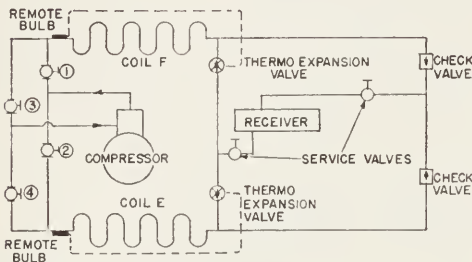 REMOTE
BULB
COIL F
①
THERMO EXPANSION
VALVE
CHECK
VALVE
③
RECEIVER
②
COMPRESSOR
SERVICE VALVES
CHECK
VALVE
④
COIL E
THERMO
EXPANSION
VALVE
REMOTE
BULB